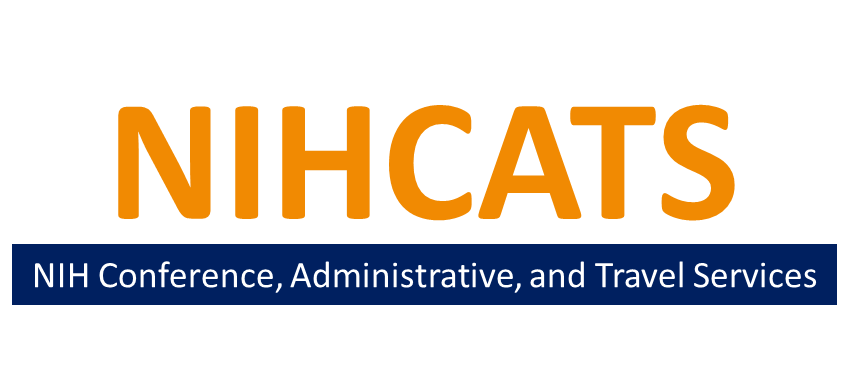 NIHCATS
NIH Conference, Administrative, and Travel Services